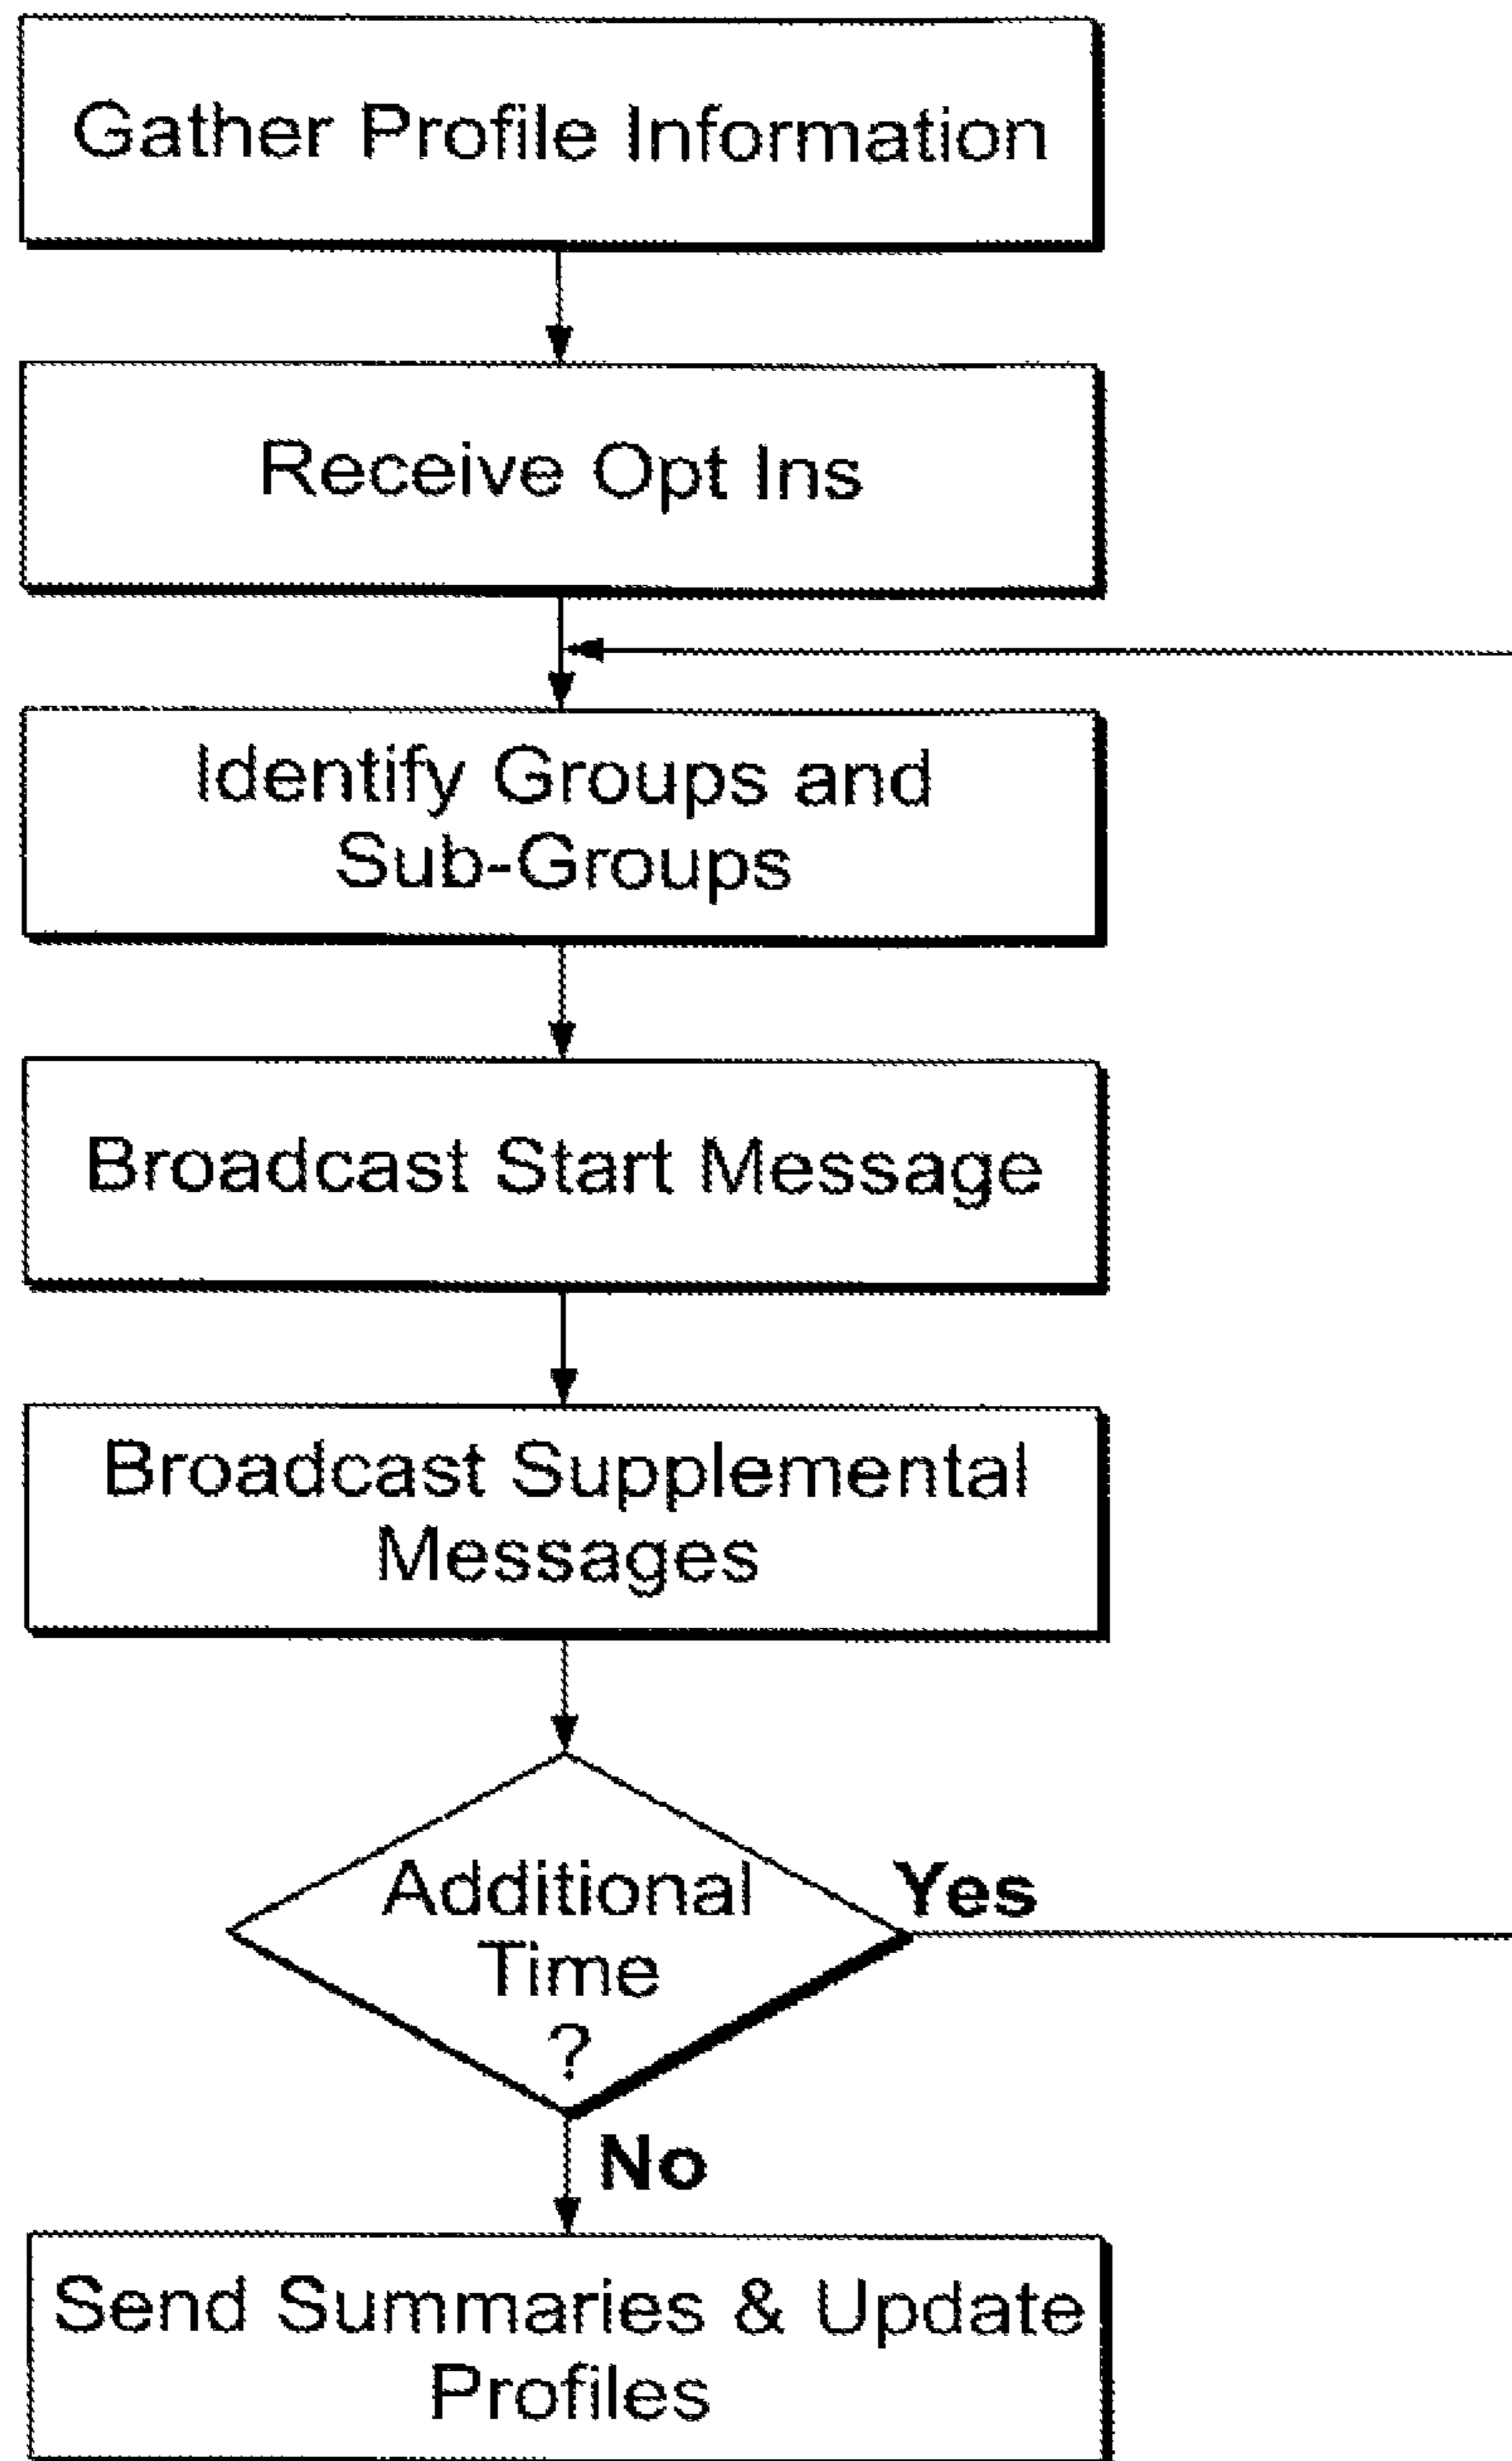 Gather Profile Information
Receive Opt Ins
Identify Groups and
Sub-Groups
Broadcast Start Message
Broadcast Supplemental
Messages
Additional
Time
?
Yes
No
Send Summaries & Update
Profiles